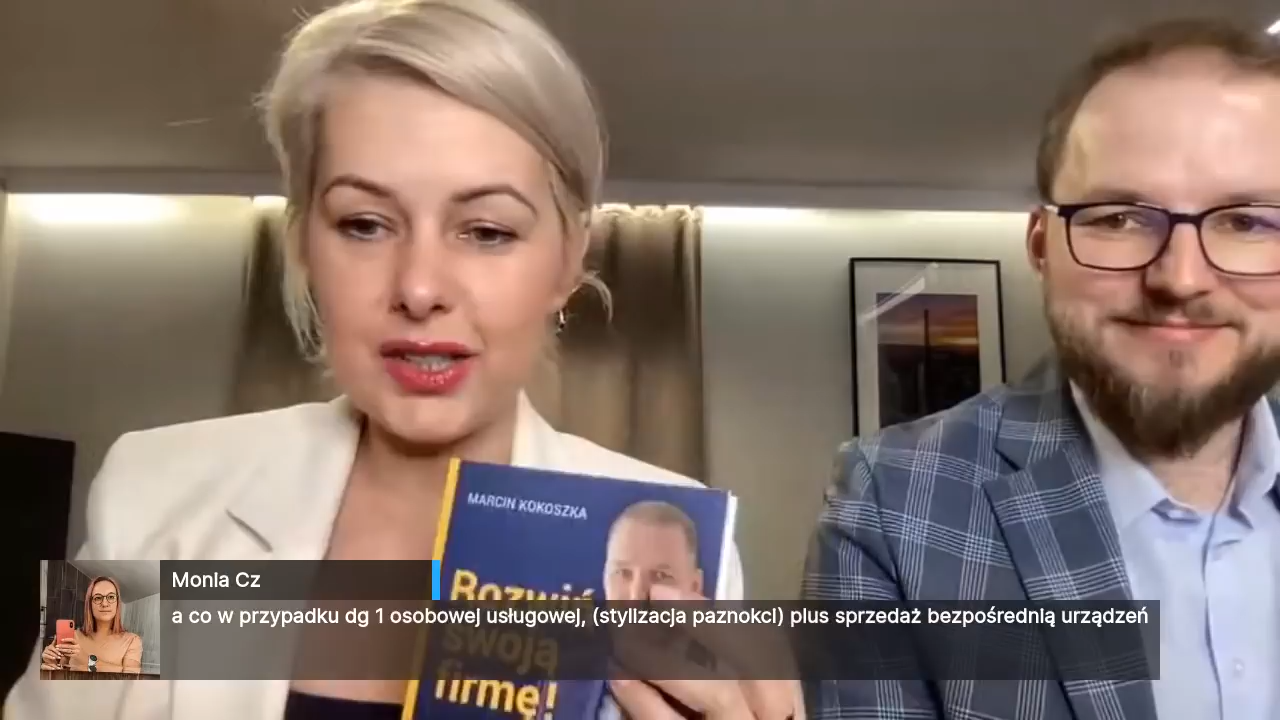 MARCIN KOKOSZKA
Rozwiń
swoją
firmę!
Monia Cz
a co w przypadku dg 1 osobowej usługowej, (stylizacja paznokci) plus sprzedaż bezpośrednią urządzeń